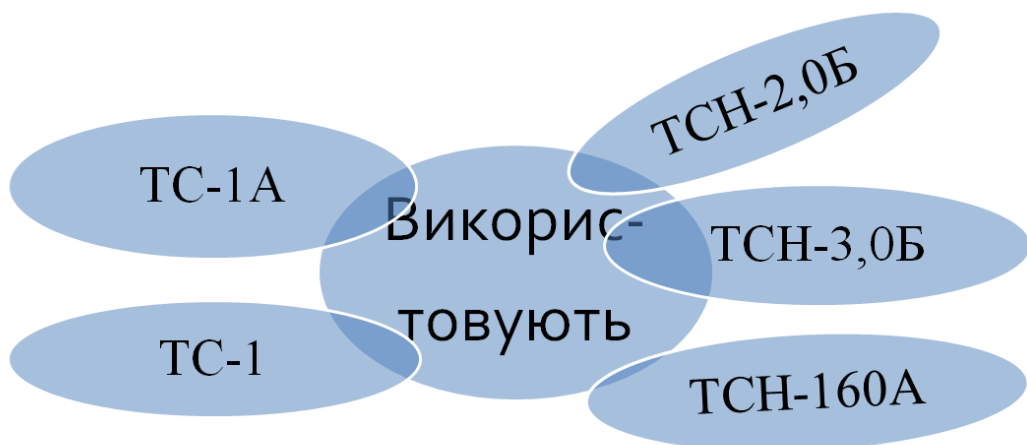 ТСН-2,0Б
ТС-1А
Викорис-
товують
ТСН-3,0Б
ТС-1
ТСН-160А